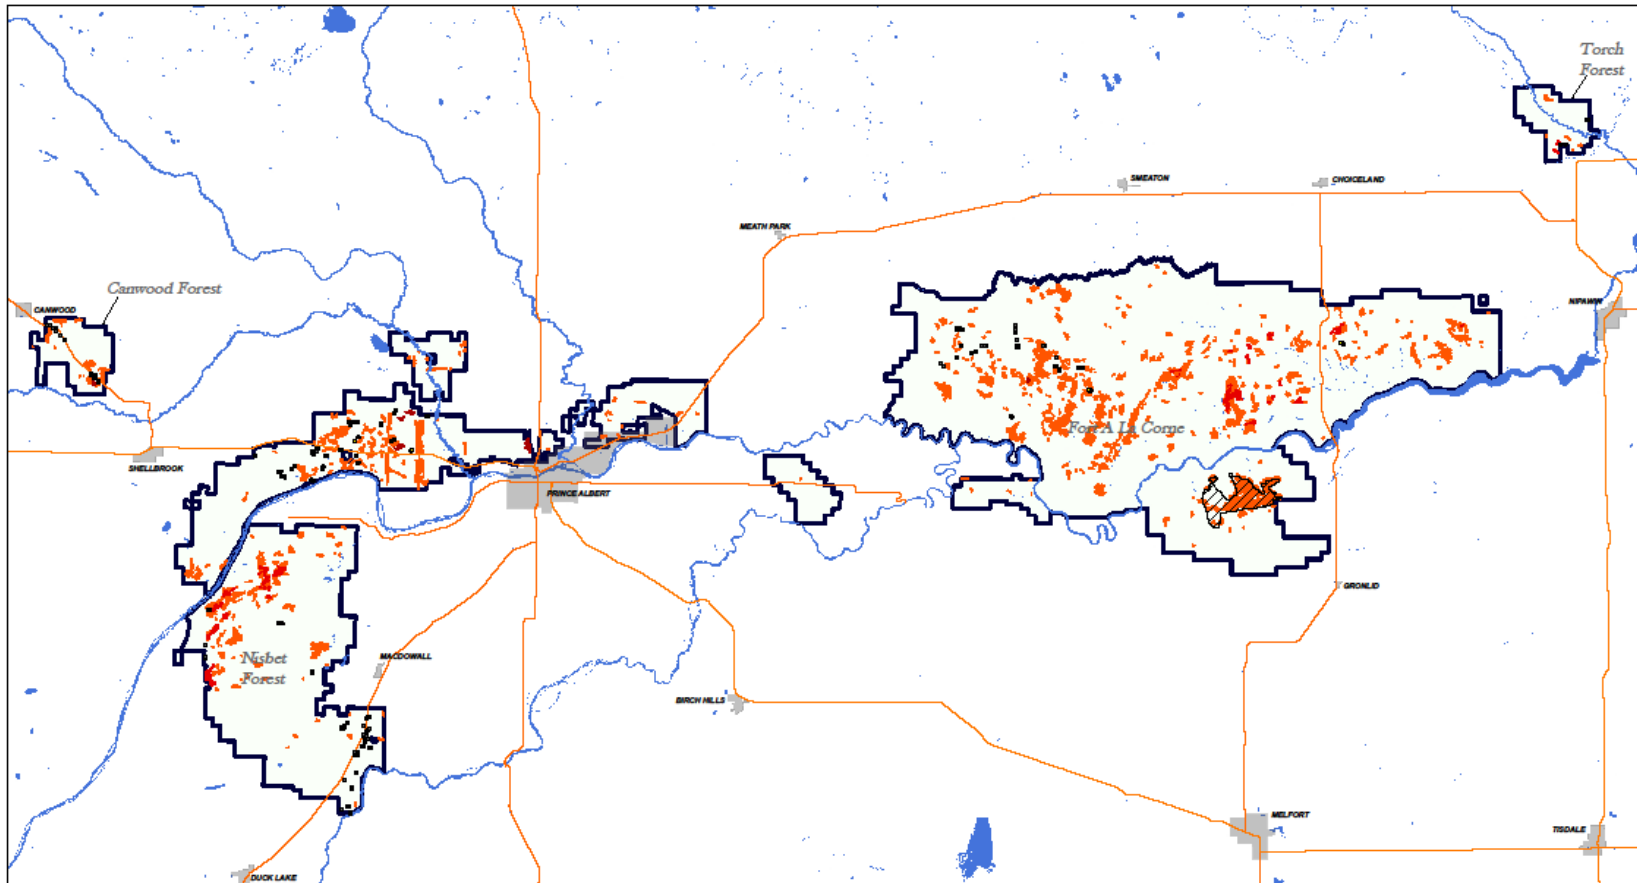 Torch
Forest
SMEATON
CHOICELAND
MEATH PARK
Canwood Forest
CANWOOD
NIPAWIN
Fort A La Corne
SHELLBROOK
PRINCE ALBERT
GRONLID
Nisbet
Forest
MACDOWALL
BIRCH HILLS
MELFORT
TISDALE
DUCK LAKE